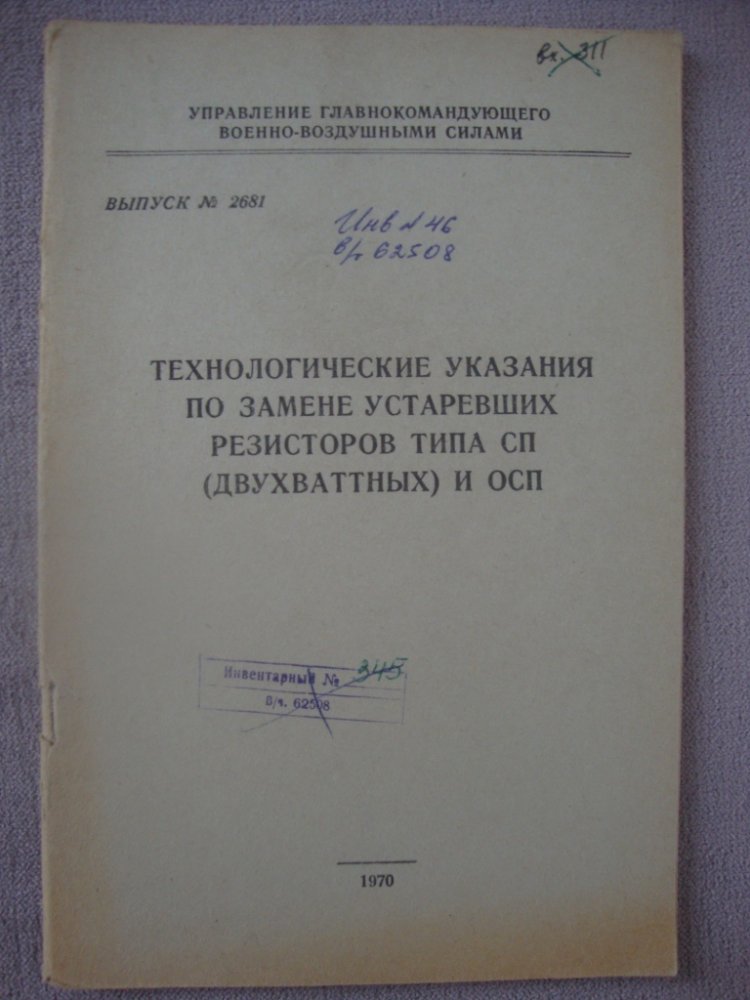 вх. 311
УПРАВЛЕНИЕ ГЛАВНОКОМАНДУЮЩЕГО
ВОЕННО-ВОЗДУШНЫМИ СИЛАМИ
ВЫПУСК № 2681
Инв № 46
в/ч 62508
ТЕХНОЛОГИЧЕСКИЕ УКАЗАНИЯ
ПО ЗАМЕНЕ УСТАРЕВШИХ
РЕЗИСТОРОВ ТИПА СП
(ДВУХВАТТНЫХ) И ОСП
Инвентарный № 345
В/ч. 62508
1970